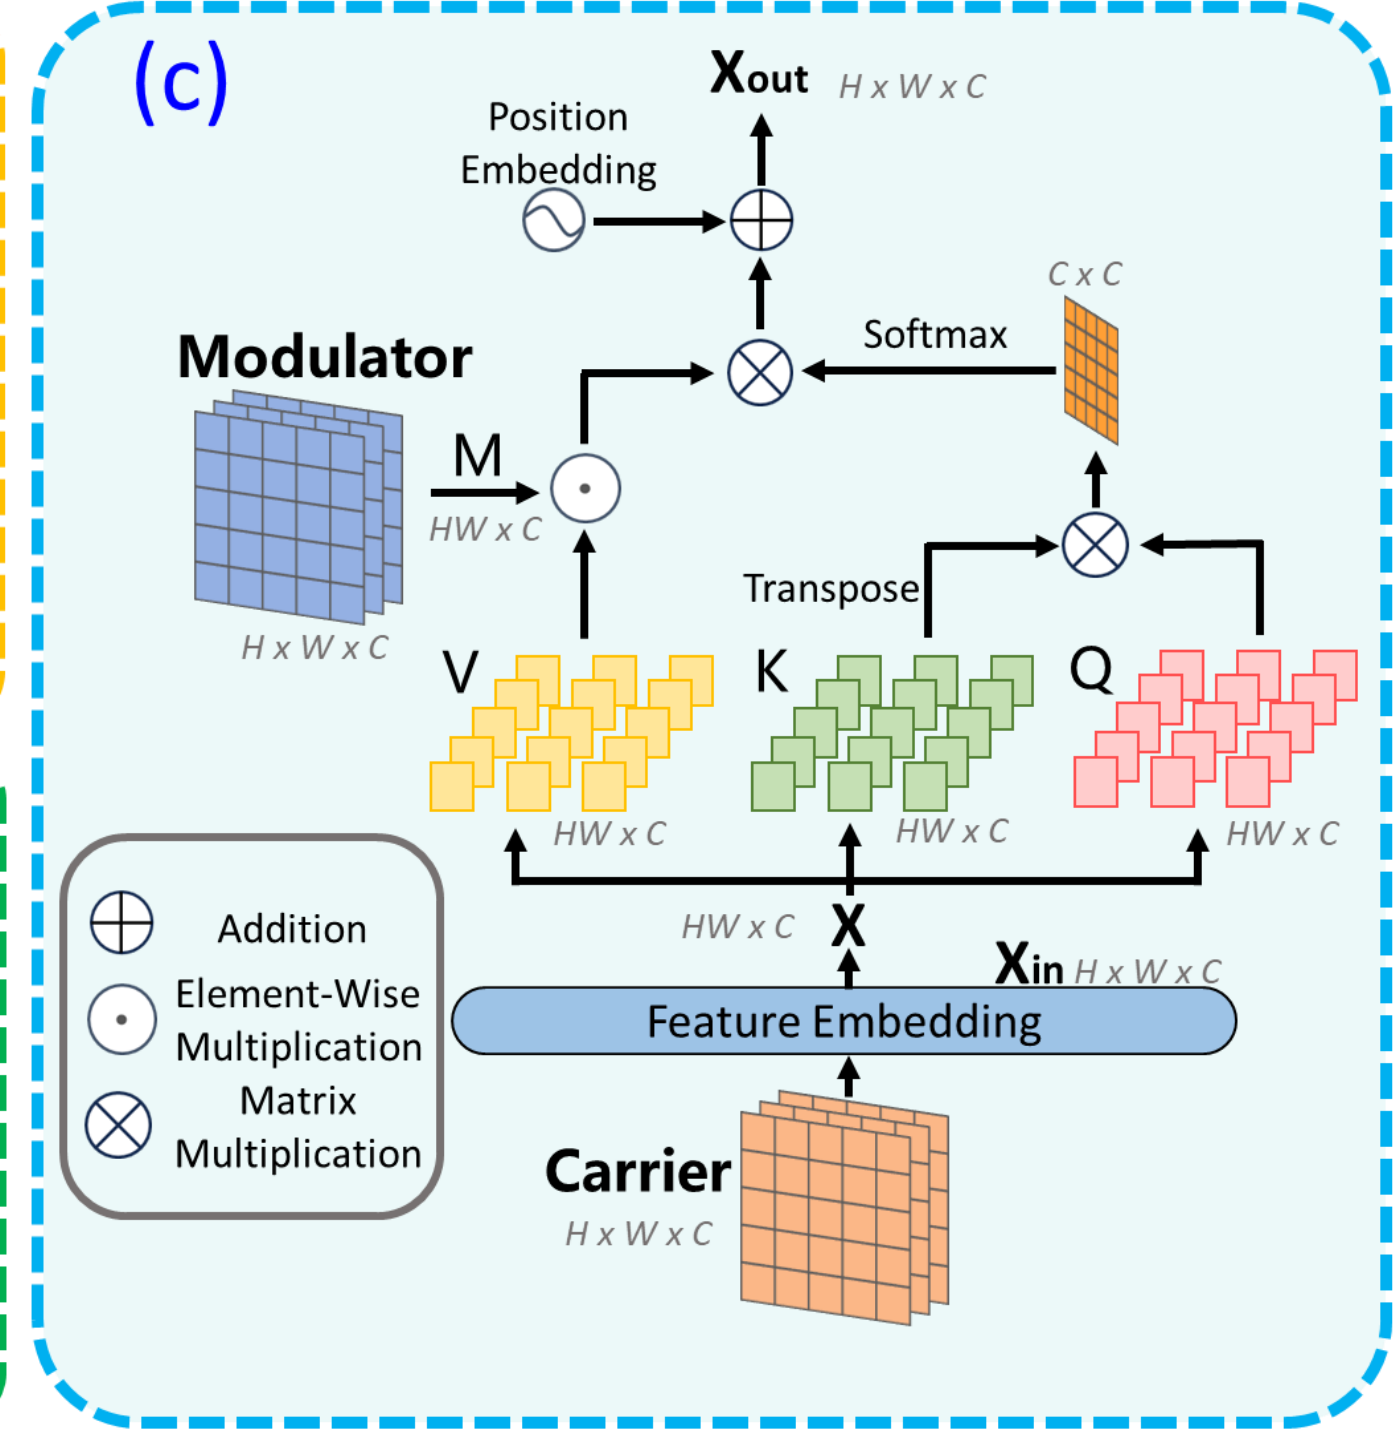 (c)
Xout H x W x C
Position
Embedding
C x C
Softmax
Modulator
M
HW x C
H x W x C
Transpose
V
K
Q
HW x C
HW x C
HW x C
HW x C X
Xin H x W x C
Feature Embedding
Carrier
H x W x C
Addition
Element-Wise
Multiplication
Matrix
Multiplication